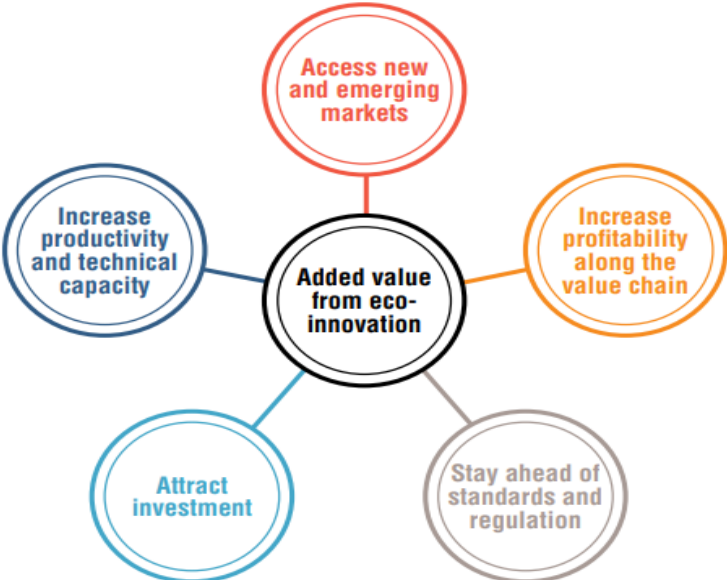 Access new
and emerging
markets
Increase
productivity
and technical
capacity
Increase
profitability
along the
value chain
Added value
from eco-
innovation
Attract
investment
Stay ahead of
standards and
regulation